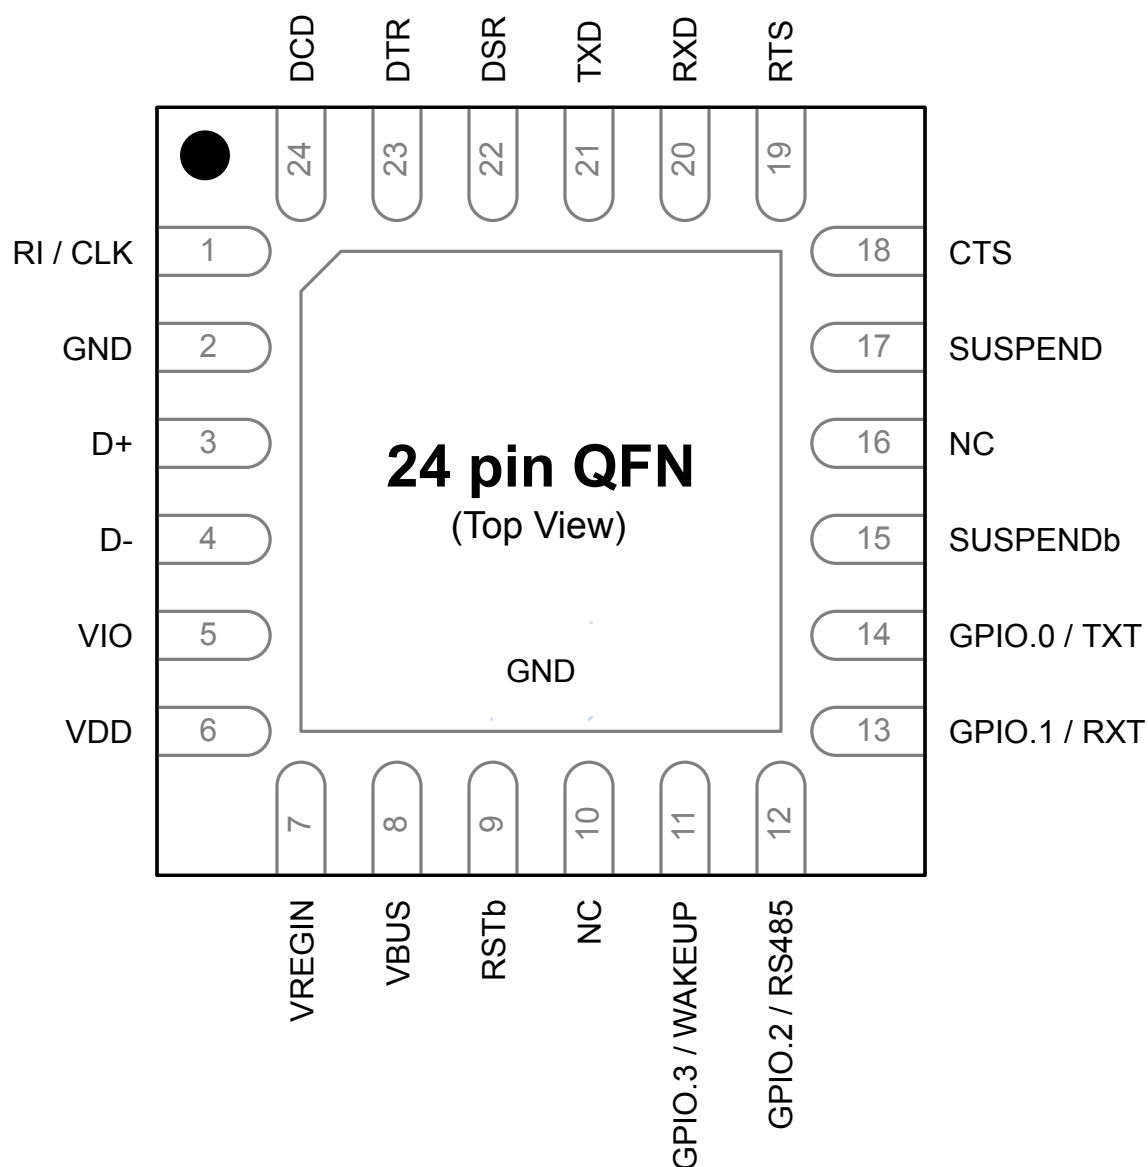 DCD
DTR
DSR
TXD
RXD
RTS
24
23
22
21
20
19
RI / CLK
1
18
CTS
GND
2
17
SUSPEND
D+
3
16
NC
24 pin QFN
(Top View)
D-
4
15
SUSPENDb
VIO
5
14
GPIO.0 / TXT
GND
VDD
6
13
GPIO.1 / RXT
7
8
9
10
11
12
VREGIN
VBUS
RSTb
NC
GPIO.3 / WAKEUP
GPIO.2 / RS485